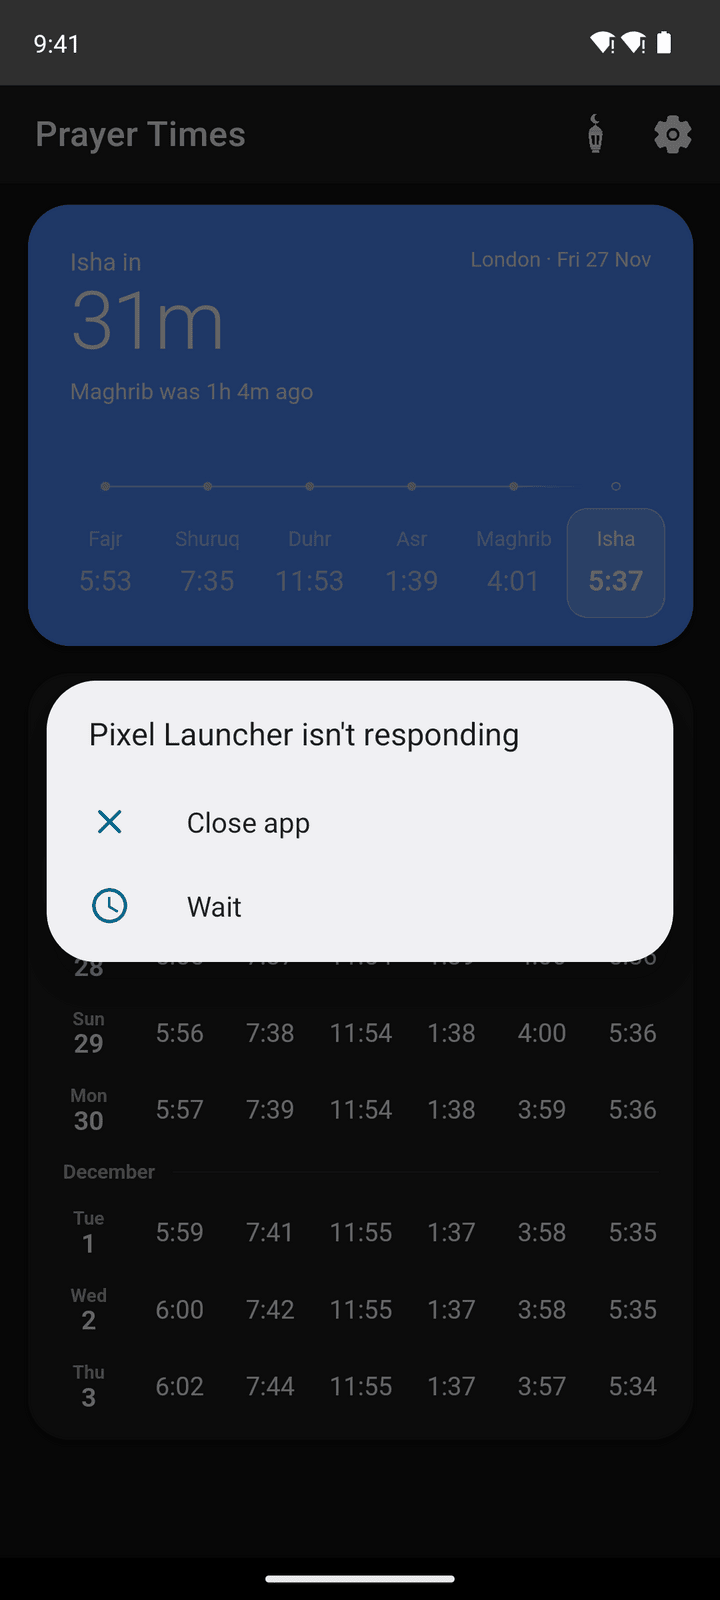 9:41
Prayer Times
Isha in
London · Fri 27 Nov
31m
Maghrib was 1h 4m ago
Fajr Shuruq Duhr Asr Maghrib Isha
5:53 7:35 11:53 1:39 4:01 5:37
Pixel Launcher isn't responding
Close app
Wait
28
Sun
29 5:56 7:38 11:54 1:38 4:00 5:36
Mon
30 5:57 7:39 11:54 1:38 3:59 5:36
December
Tue
1 5:59 7:41 11:55 1:37 3:58 5:35
Wed
2 6:00 7:42 11:55 1:37 3:58 5:35
Thu
3 6:02 7:44 11:55 1:37 3:57 5:34